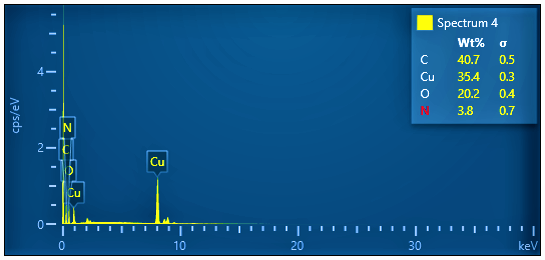 Spectrum 4
Wt% σ
C 40.7 0.5
Cu 35.4 0.3
O 20.2 0.4
N 3.8 0.7
cps/eV
4
2
0
N
C
O
Cu
Cu
0 10 20 30 keV